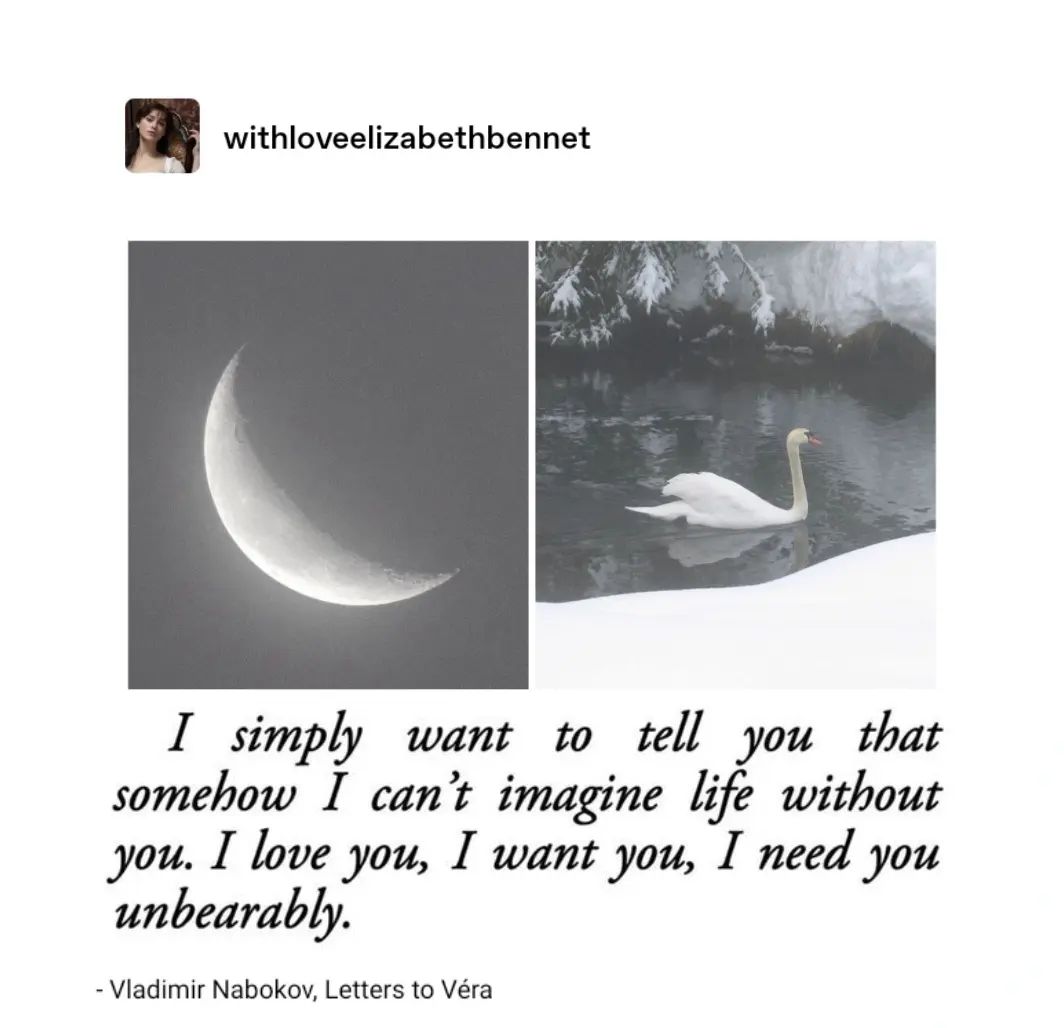 withloveelizabethbennet
I simply want to tell you that
somehow I can't imagine life without
you. I love you, I want you, I need you
unbearably.
- Vladimir Nabokov, Letters to Véra